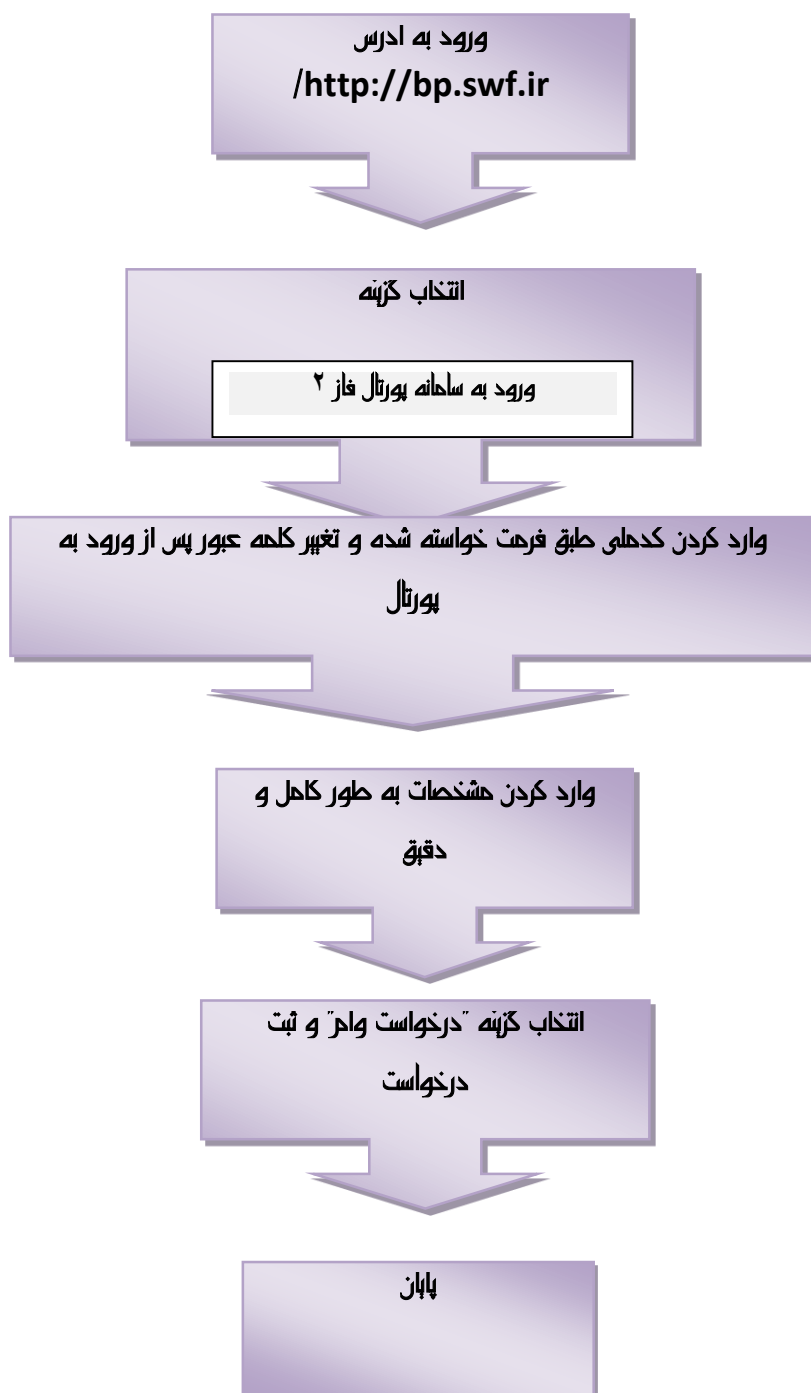 ورود به ادرس
http://bp.swf.ir/
انتخاب گزینه
ورود به سامانه پورتال فاز ۲
وارد کردن کدملی طبق فرمت خواسته شده و تغییر کلمه عبور پس از ورود به
پورتال
وارد کردن مشخصات به طور کامل و
دقیق
انتخاب گزینه "درخواست وام" و ثبت
درخواست
پایان